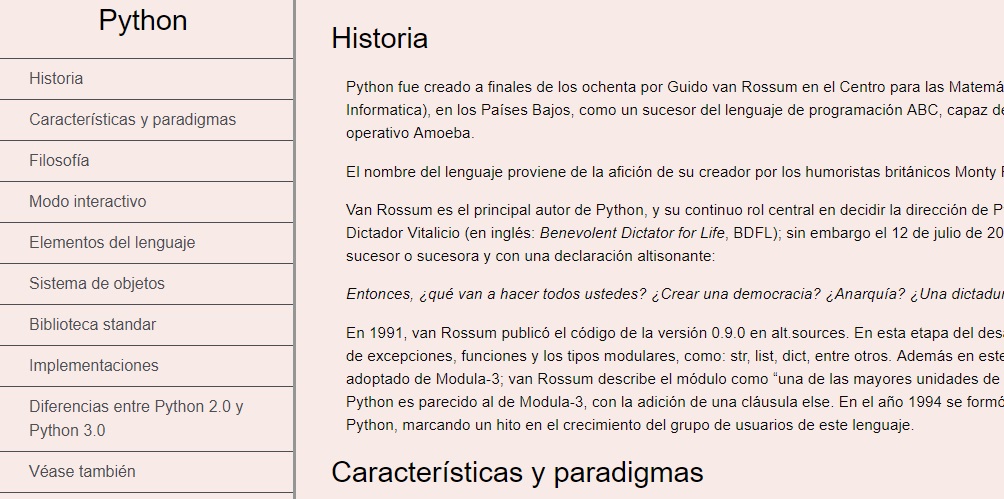 Python
Historia
Características y paradigmas
Filosofía
Modo interactivo
Elementos del lenguaje
Sistema de objetos
Biblioteca standar
Implementaciones
Diferencias entre Python 2.0 y
Python 3.0
Véase también
Historia
Python fue creado a finales de los ochenta por Guido van Rossum en el Centro para las Matemá
Informatica), en los Países Bajos, como un sucesor del lenguaje de programación ABC, capaz de
operativo Amoeba.
El nombre del lenguaje proviene de la afición de su creador por los humoristas británicos Monty
Van Rossum es el principal autor de Python, y su continuo rol central en decidir la dirección de P
Dictador Vitalicio (en inglés: Benevolent Dictator for Life, BDFL); sin embargo el 12 de julio de 20
sucesor o sucesora y con una declaración altisonante:
Entonces, ¿qué van a hacer todos ustedes? ¿Crear una democracia? ¿Anarquía? ¿Una dictadu
En 1991, van Rossum publicó el código de la versión 0.9.0 en alt.sources. En esta etapa del des
de excepciones, funciones y los tipos modulares, como: str, list, dict, entre otros. Además en este
adoptado de Modula-3; van Rossum describe el módulo como “una de las mayores unidades de
Python es parecido al de Modula-3, con la adición de una cláusula else. En el año 1994 se formó
Python, marcando un hito en el crecimiento del grupo de usuarios de este lenguaje.
Características y paradigmas